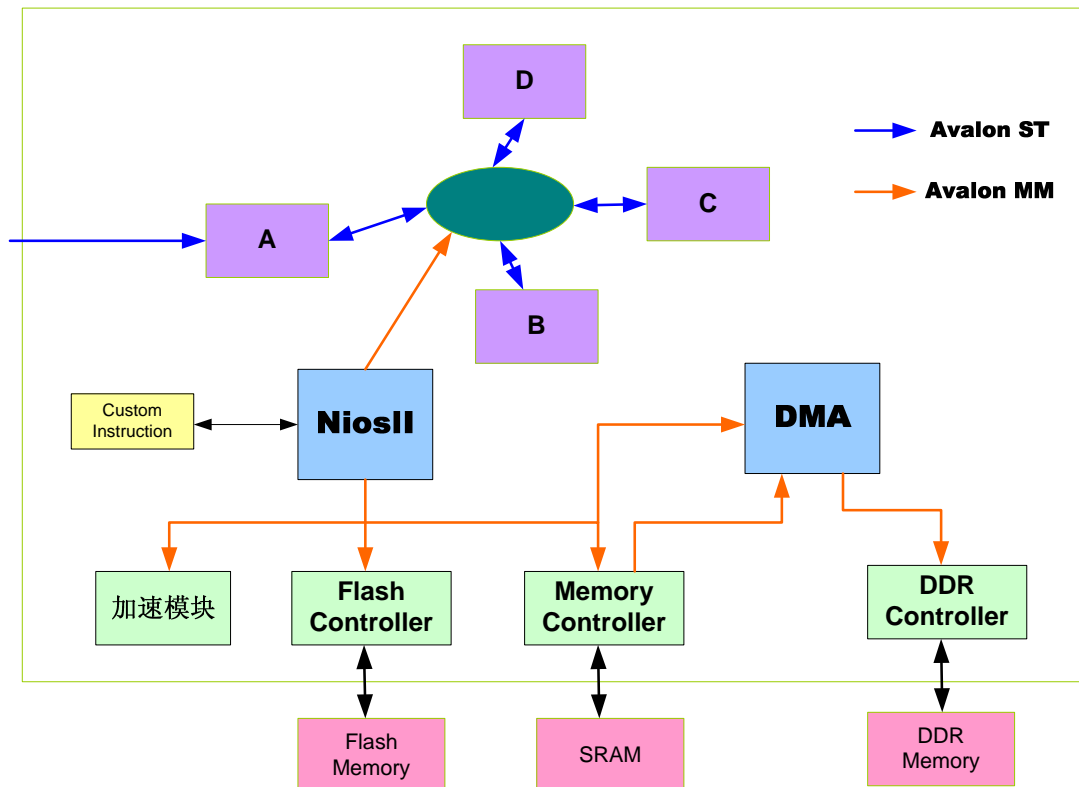 D
Avalon ST
Avalon MM
A
C
B
Custom
Instruction
NiosII
DMA
加速模块
Flash
Controller
Memory
Controller
DDR
Controller
Flash
Memory
SRAM
DDR
Memory